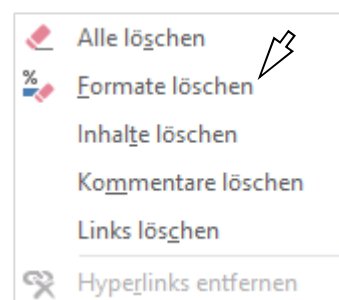 Alle löschen
% Formate löschen
Inhalte löschen
Kommentare löschen
Links löschen
Hyperlinks entfernen